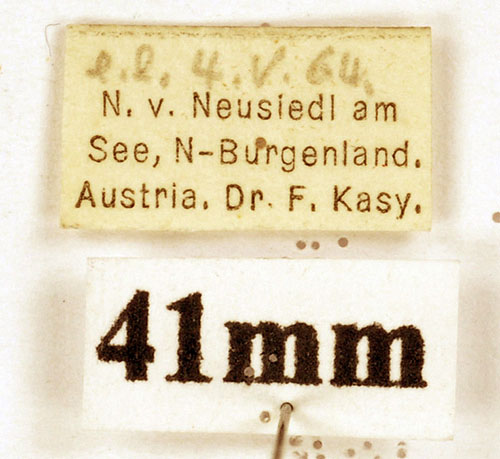 e.l. 4.V.64.
N. v. Neusiedl am
See, N-Burgenland.
Austria. Dr. F. Kasy.
41mm